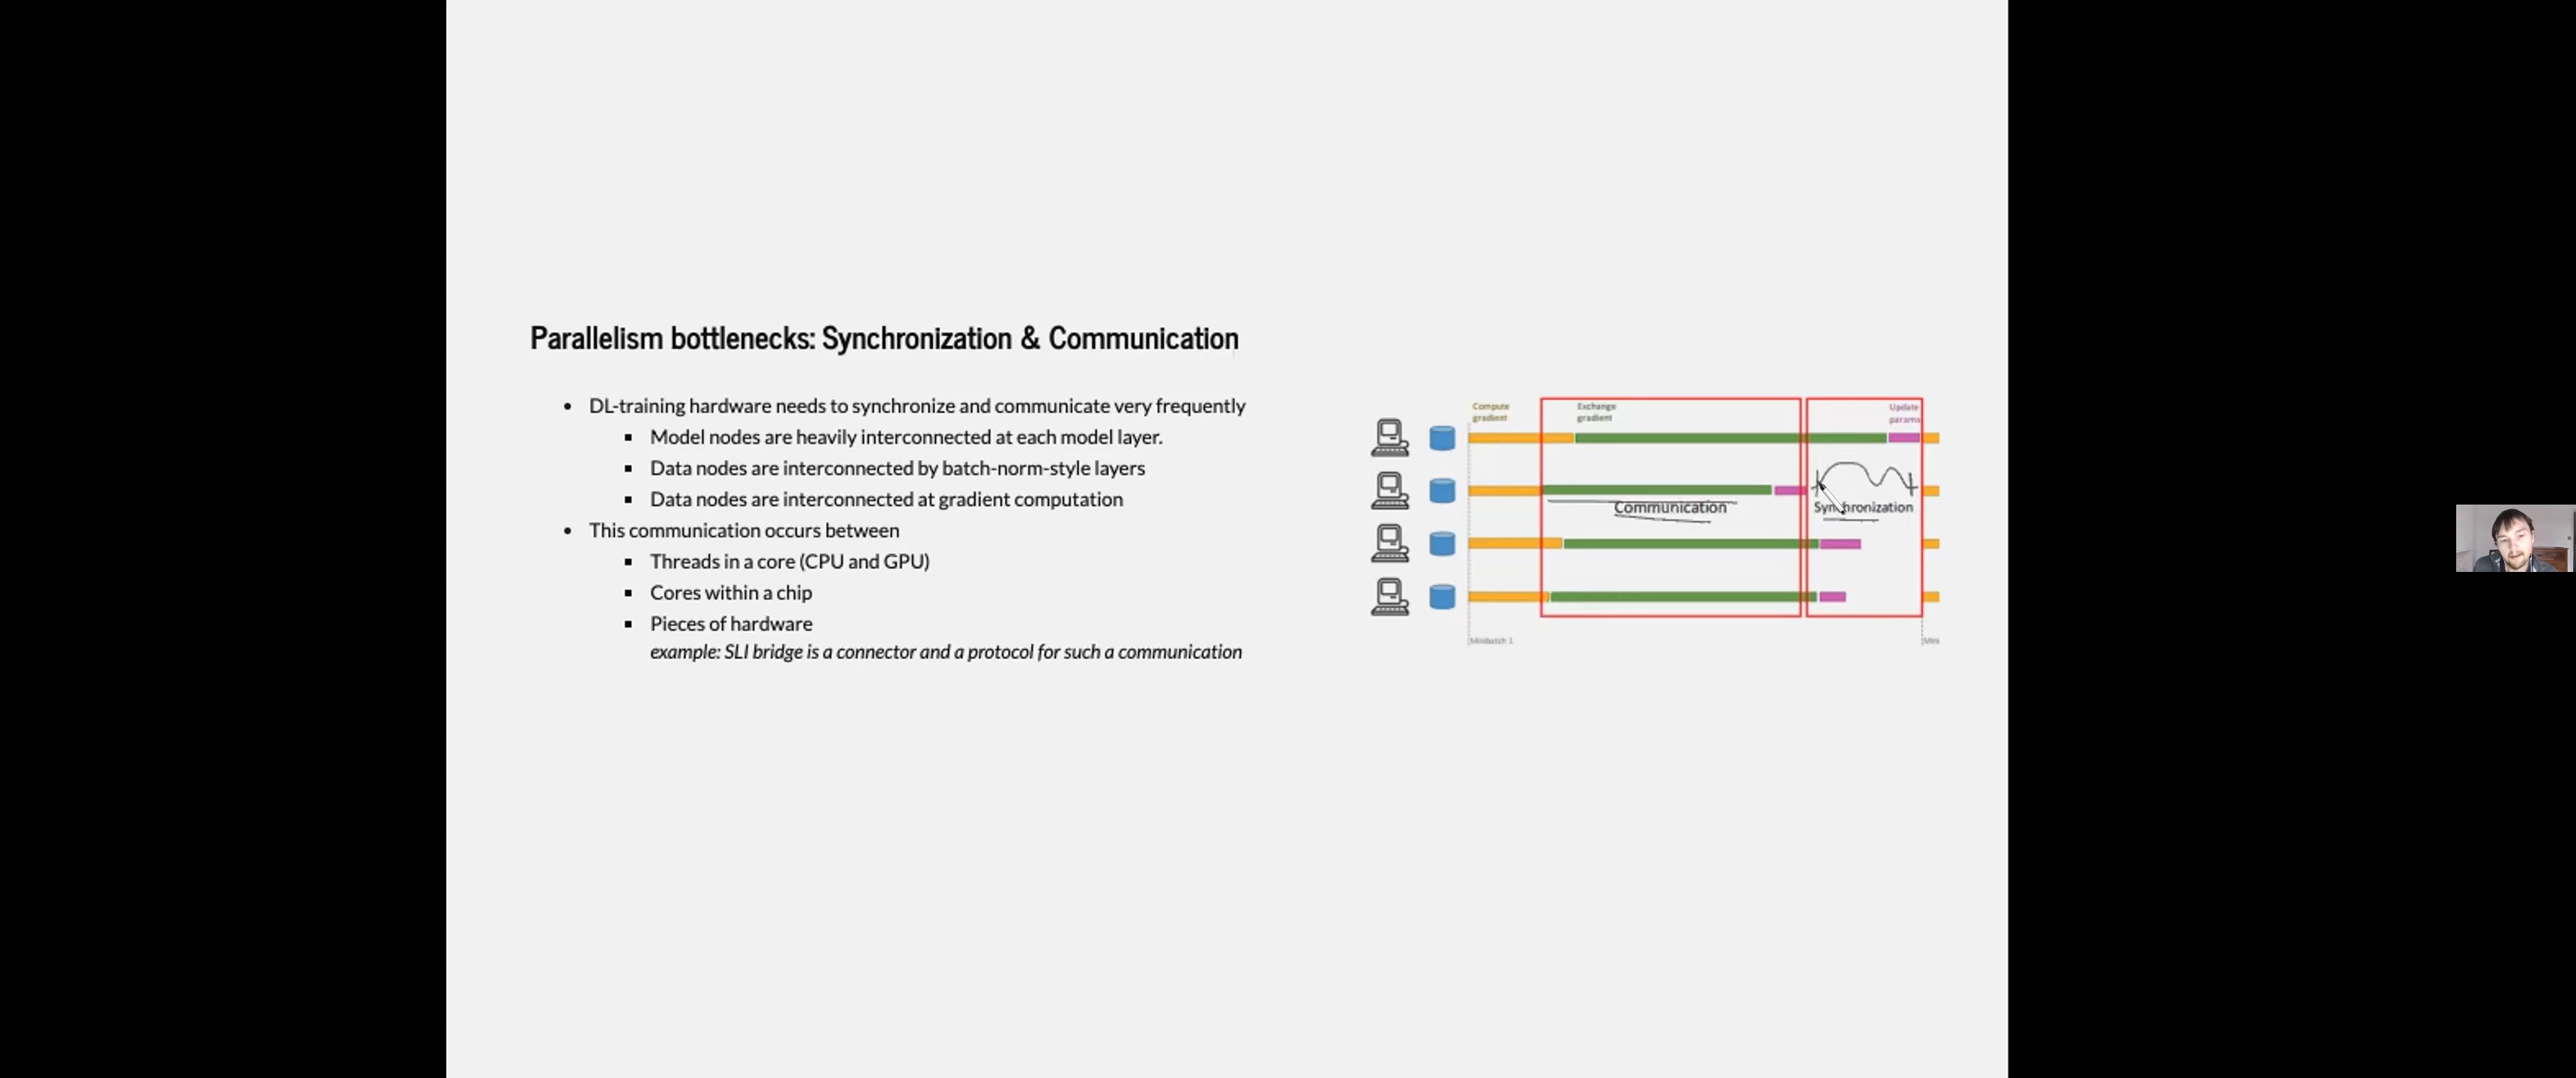 Parallelism bottlenecks: Synchronization & Communication
• DL-training hardware needs to synchronize and communicate very frequently
▪ Model nodes are heavily interconnected at each model layer.
▪ Data nodes are interconnected by batch-norm-style layers
▪ Data nodes are interconnected at gradient computation
• This communication occurs between
▪ Threads in a core (CPU and GPU)
▪ Cores within a chip
▪ Pieces of hardware
example: SLI bridge is a connector and a protocol for such a communication
Compute
gradient
Exchange
gradient
Update
params
Communication
Synchronization
Minibatch 1
Mini